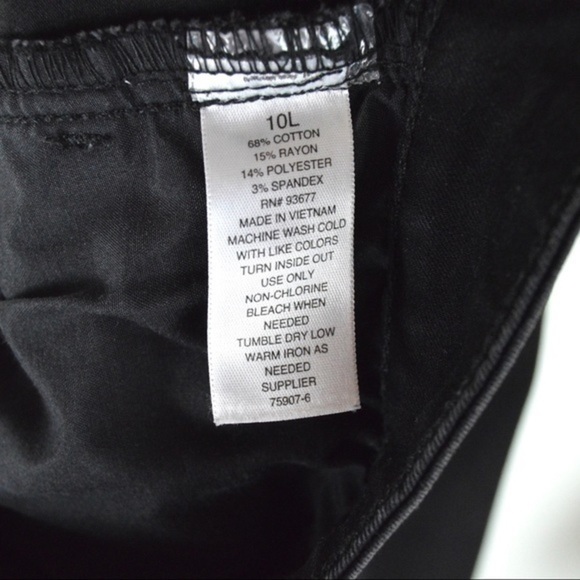 10L
68% COTTON
15% RAYON
14% POLYESTER
3% SPANDEX
RN# 93677
MADE IN VIETNAM
MACHINE WASH COLD
WITH LIKE COLORS
TURN INSIDE OUT
USE ONLY
NON-CHLORINE
BLEACH WHEN
NEEDED
TUMBLE DRY LOW
WARM IRON AS
NEEDED
SUPPLIER
75907-6